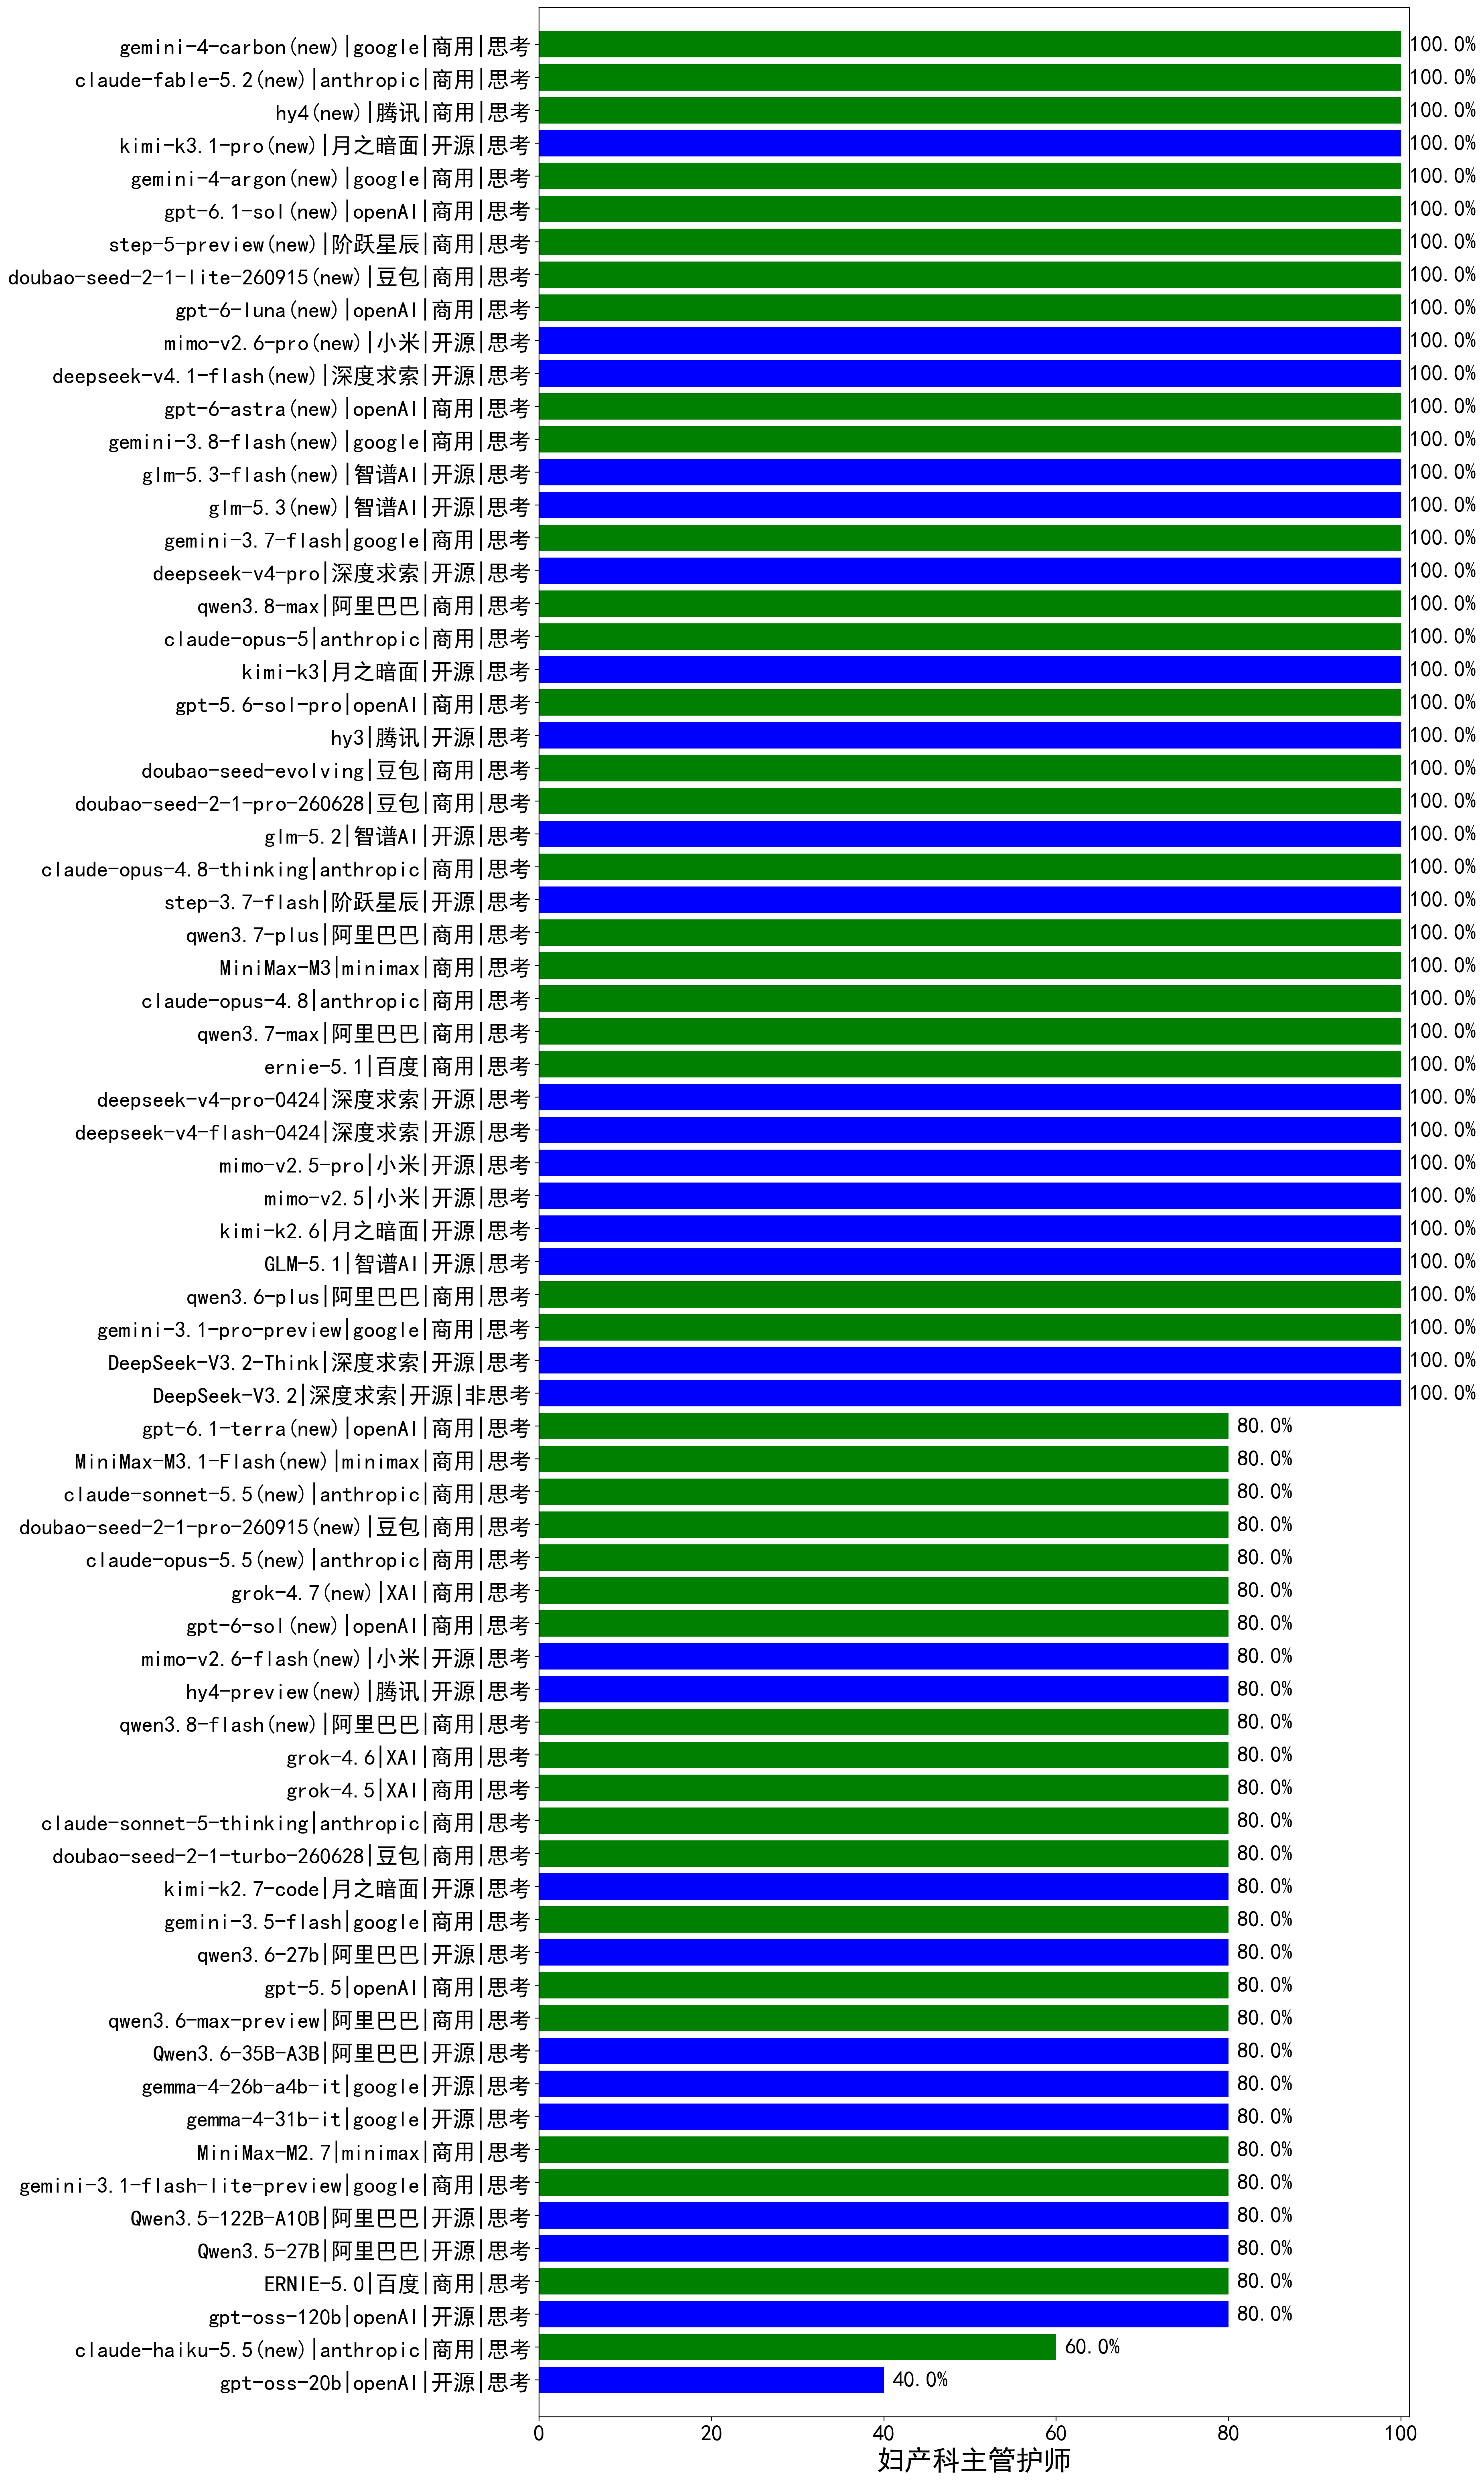 gemini-4-carbon(new)|google|商用|思考 100.0%
claude-fable-5.2(new)|anthropic|商用|思考 100.0%
hy4(new)|腾讯|商用|思考 100.0%
kimi-k3.1-pro(new)|月之暗面|开源|思考 100.0%
gemini-4-argon(new)|google|商用|思考 100.0%
gpt-6.1-sol(new)|openAI|商用|思考 100.0%
step-5-preview(new)|阶跃星辰|商用|思考 100.0%
doubao-seed-2-1-lite-260915(new)|豆包|商用|思考 100.0%
gpt-6-luna(new)|openAI|商用|思考 100.0%
mimo-v2.6-pro(new)|小米|开源|思考 100.0%
deepseek-v4.1-flash(new)|深度求索|开源|思考 100.0%
gpt-6-astra(new)|openAI|商用|思考 100.0%
gemini-3.8-flash(new)|google|商用|思考 100.0%
glm-5.3-flash(new)|智谱AI|开源|思考 100.0%
glm-5.3(new)|智谱AI|开源|思考 100.0%
gemini-3.7-flash|google|商用|思考 100.0%
deepseek-v4-pro|深度求索|开源|思考 100.0%
qwen3.8-max|阿里巴巴|商用|思考 100.0%
claude-opus-5|anthropic|商用|思考 100.0%
kimi-k3|月之暗面|开源|思考 100.0%
gpt-5.6-sol-pro|openAI|商用|思考 100.0%
hy3|腾讯|开源|思考 100.0%
doubao-seed-evolving|豆包|商用|思考 100.0%
doubao-seed-2-1-pro-260628|豆包|商用|思考 100.0%
glm-5.2|智谱AI|开源|思考 100.0%
claude-opus-4.8-thinking|anthropic|商用|思考 100.0%
step-3.7-flash|阶跃星辰|开源|思考 100.0%
qwen3.7-plus|阿里巴巴|商用|思考 100.0%
MiniMax-M3|minimax|商用|思考 100.0%
claude-opus-4.8|anthropic|商用|思考 100.0%
qwen3.7-max|阿里巴巴|商用|思考 100.0%
ernie-5.1|百度|商用|思考 100.0%
deepseek-v4-pro-0424|深度求索|开源|思考 100.0%
deepseek-v4-flash-0424|深度求索|开源|思考 100.0%
mimo-v2.5-pro|小米|开源|思考 100.0%
mimo-v2.5|小米|开源|思考 100.0%
kimi-k2.6|月之暗面|开源|思考 100.0%
GLM-5.1|智谱AI|开源|思考 100.0%
qwen3.6-plus|阿里巴巴|商用|思考 100.0%
gemini-3.1-pro-preview|google|商用|思考 100.0%
DeepSeek-V3.2-Think|深度求索|开源|思考 100.0%
DeepSeek-V3.2|深度求索|开源|非思考 100.0%
gpt-6.1-terra(new)|openAI|商用|思考 80.0%
MiniMax-M3.1-Flash(new)|minimax|商用|思考 80.0%
claude-sonnet-5.5(new)|anthropic|商用|思考 80.0%
doubao-seed-2-1-pro-260915(new)|豆包|商用|思考 80.0%
claude-opus-5.5(new)|anthropic|商用|思考 80.0%
grok-4.7(new)|XAI|商用|思考 80.0%
gpt-6-sol(new)|openAI|商用|思考 80.0%
mimo-v2.6-flash(new)|小米|开源|思考 80.0%
hy4-preview(new)|腾讯|开源|思考 80.0%
qwen3.8-flash(new)|阿里巴巴|商用|思考 80.0%
grok-4.6|XAI|商用|思考 80.0%
grok-4.5|XAI|商用|思考 80.0%
claude-sonnet-5-thinking|anthropic|商用|思考 80.0%
doubao-seed-2-1-turbo-260628|豆包|商用|思考 80.0%
kimi-k2.7-code|月之暗面|开源|思考 80.0%
gemini-3.5-flash|google|商用|思考 80.0%
qwen3.6-27b|阿里巴巴|开源|思考 80.0%
gpt-5.5|openAI|商用|思考 80.0%
qwen3.6-max-preview|阿里巴巴|商用|思考 80.0%
Qwen3.6-35B-A3B|阿里巴巴|开源|思考 80.0%
gemma-4-26b-a4b-it|google|开源|思考 80.0%
gemma-4-31b-it|google|开源|思考 80.0%
MiniMax-M2.7|minimax|商用|思考 80.0%
gemini-3.1-flash-lite-preview|google|商用|思考 80.0%
Qwen3.5-122B-A10B|阿里巴巴|开源|思考 80.0%
Qwen3.5-27B|阿里巴巴|开源|思考 80.0%
ERNIE-5.0|百度|商用|思考 80.0%
gpt-oss-120b|openAI|开源|思考 80.0%
claude-haiku-5.5(new)|anthropic|商用|思考 60.0%
gpt-oss-20b|openAI|开源|思考 40.0%
0 20 40 60 80 100
妇产科主管护师